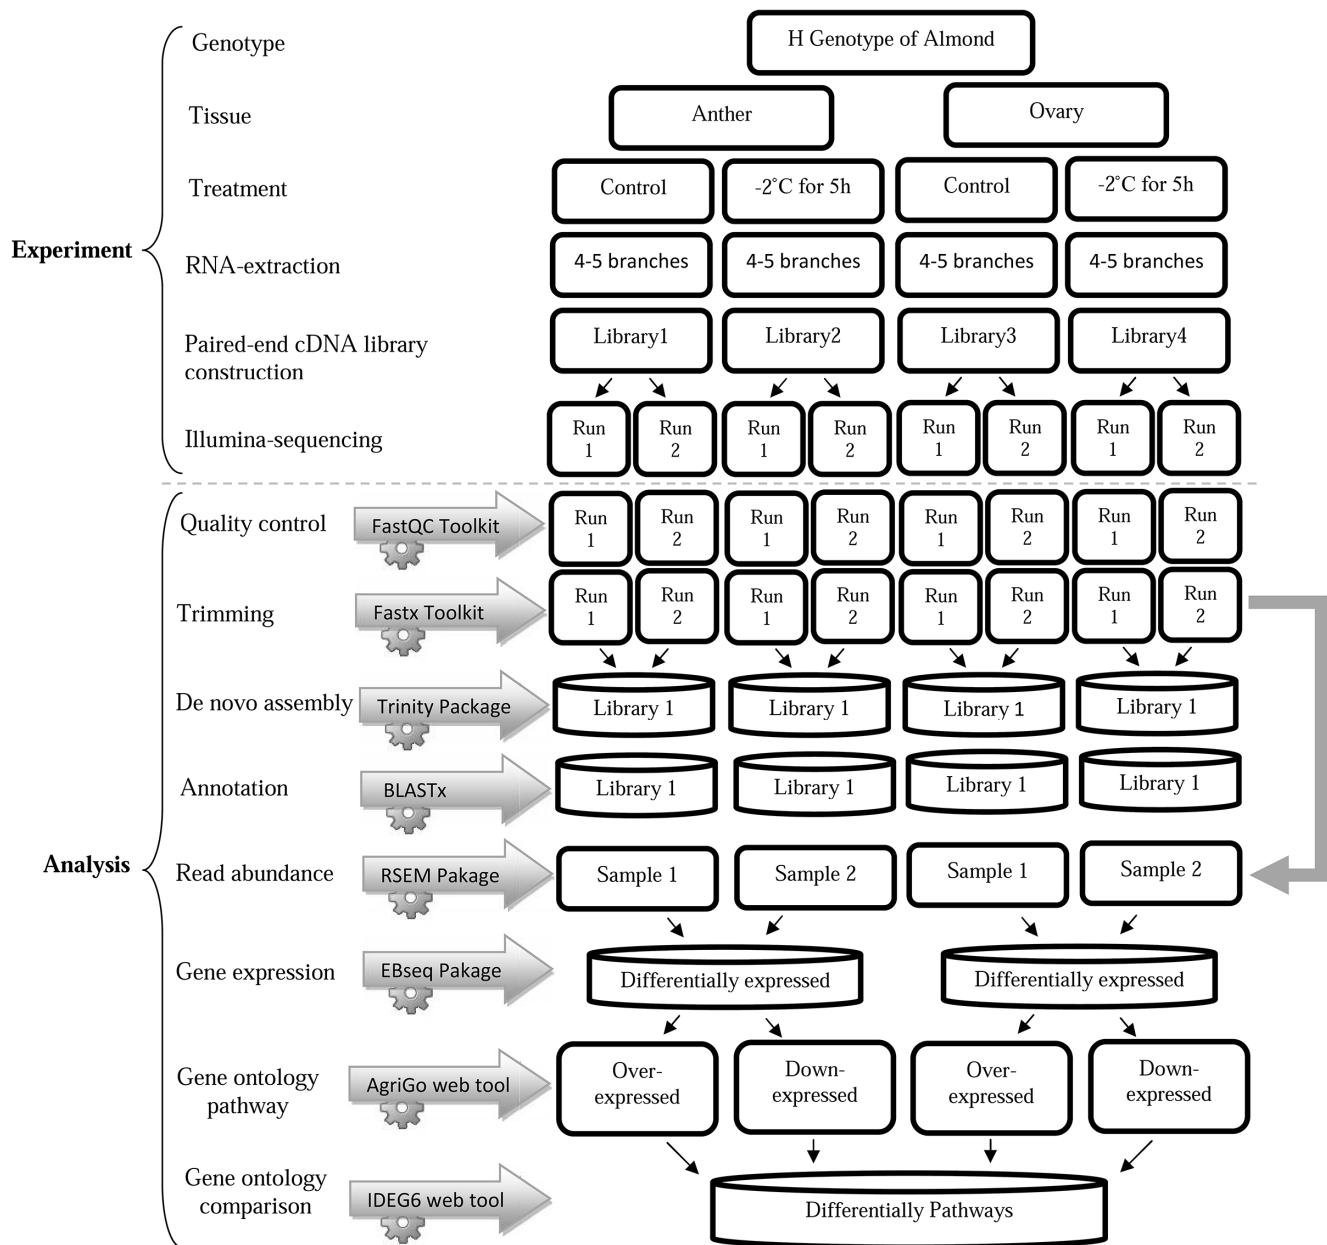 Genotype
H Genotype of Almond
Tissue
Anther
Ovary
Treatment
Control
-2°C for 5h
Control
-2°C for 5h
Experiment
RNA-extraction
4-5 branches
4-5 branches
4-5 branches
4-5 branches
Paired-end cDNA library
construction
Library1
Library2
Library3
Library4
Illumina-sequencing
Run
1
Run
2
Run
1
Run
2
Run
1
Run
2
Run
1
Run
2
Quality control
FastQC Toolkit
Run
1
Run
2
Run
1
Run
2
Run
1
Run
2
Run
1
Run
2
Trimming
Fastx Toolkit
Run
1
Run
2
Run
1
Run
2
Run
1
Run
2
Run
1
Run
2
De novo assembly
Trinity Package
Library 1
Library 1
Library 1
Library 1
Annotation
BLASTx
Library 1
Library 1
Library 1
Library 1
Analysis
Read abundance
RSEM Pakage
Sample 1
Sample 2
Sample 1
Sample 2
Gene expression
EBseq Pakage
Differentially expressed
Differentially expressed
Gene ontology
pathway
AgriGo web tool
Over-
expressed
Down-
expressed
Over-
expressed
Down-
expressed
Gene ontology
comparison
IDEG6 web tool
Differentially Pathways